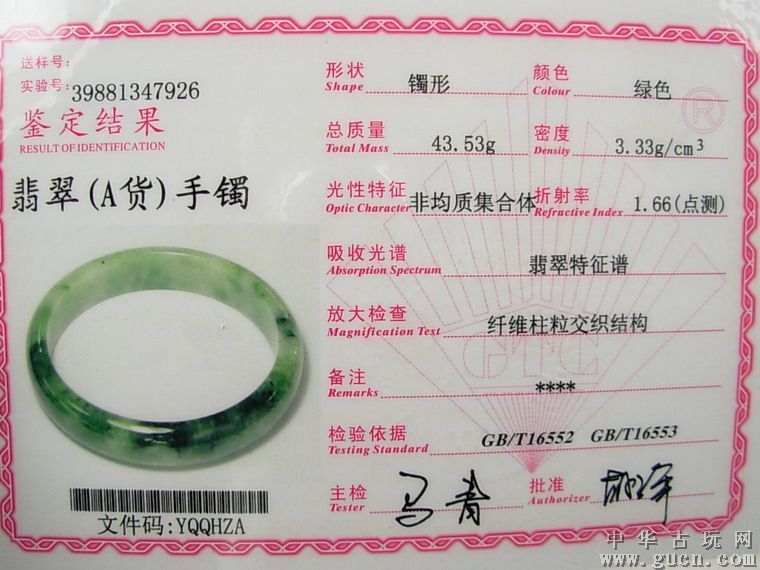 送样号:
实验号: 39881347926
鉴定结果
RESULT OF IDENTIFICATION
翡翠(A货)手镯
文件码:YQQHZA
形状 镯形 颜色 绿色
Shape Colour
总质量 43.53g 密度 3.33g/cm³
Total Mass Density
光性特征 非均质集合体 折射率 1.66(点测)
Optic Character Refractive Index
吸收光谱 翡翠特征谱
Absorption Spectrum
放大检查 纤维柱粒交织结构
Magnification Test
备注 ****
Remarks
检验依据 GB/T16552 GB/T16553
Testing Standard
主检 马青 批准
Tester Authorizer
®
GTC
中华古玩网
www.gucn.com